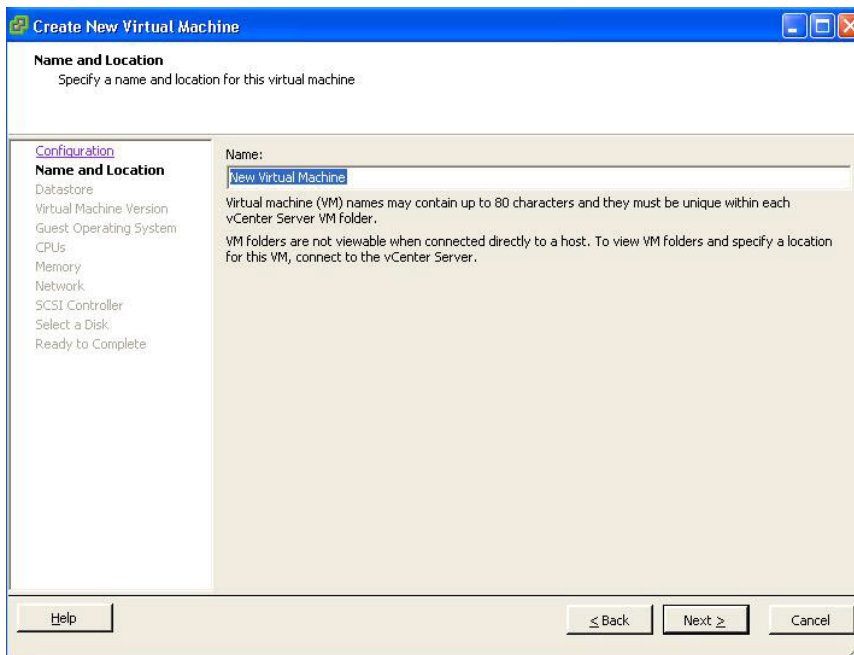 Create New Virtual Machine
Name and Location
Specify a name and location for this virtual machine
Configuration
Name and Location
Datastore
Virtual Machine Version
Guest Operating System
CPUs
Memory
Network
SCSI Controller
Select a Disk
Ready to Complete
Name:
New Virtual Machine
Virtual machine (VM) names may contain up to 80 characters and they must be unique within each
vCenter Server VM folder.
VM folders are not viewable when connected directly to a host. To view VM folders and specify a location
for this VM, connect to the vCenter Server.
Help
< Back
Next >
Cancel